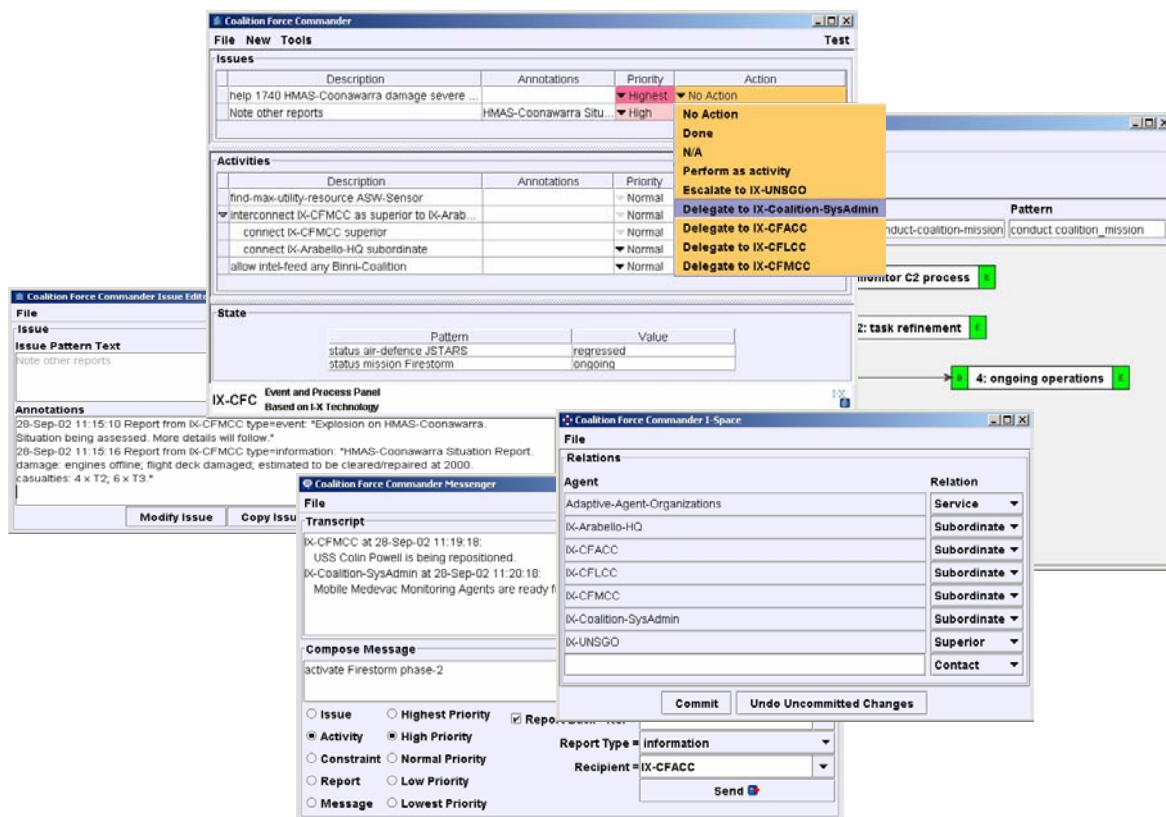 Coalition Force Commander
File New Tools Test
Issues
Description Annotations Priority Action
help 1740 HMAS-Coonawarra damage severe ... Highest No Action
Note other reports HMAS-Coonawarra Situ... High
No Action
Done
N/A
Perform as activity
Escalate to IX-UNSGO
Delegate to IX-Coalition-SysAdmin
Delegate to IX-CFACC
Delegate to IX-CFLCC
Delegate to IX-CFMCC
Activities
Description Annotations Priority
find-max-utility-resource ASW-Sensor Normal
interconnect IX-CFMCC as superior to IX-Arab... Normal
connect IX-CFMCC superior Normal
connect IX-Arabello-HQ subordinate Normal
allow intel-feed any Binni-Coalition Normal
State
Pattern Value
status air-defence JSTARS regressed
status mission Firestorm ongoing
IX-CFC Event and Process Panel
Based on I-X Technology
Pattern
nduct-coalition-mission conduct coalition_mission
monitor C2 process E
2: task refinement E
B 4: ongoing operations E
Coalition Force Commander Issue Edito
File
Issue
Issue Pattern Text
Note other reports
Annotations
28-Sep-02 11:15:10 Report from IX-CFMCC type=event: "Explosion on HMAS-Coonawarra.
Situation being assessed. More details will follow."
28-Sep-02 11:15:16 Report from IX-CFMCC type=information: "HMAS-Coonawarra Situation Report.
damage: engines offline; flight deck damaged; estimated to be cleared/repaired at 2000.
casualties: 4 x T2; 6 x T3."
Modify Issue Copy Issu
Coalition Force Commander Messenger
File
Transcript
IX-CFMCC at 28-Sep-02 11:19:18:
USS Colin Powell is being repositioned.
IX-Coalition-SysAdmin at 28-Sep-02 11:20:18:
Mobile Medevac Monitoring Agents are ready f
Compose Message
activate Firestorm phase-2
Issue Highest Priority
Activity High Priority
Constraint Normal Priority
Report Low Priority
Message Lowest Priority
Report Type = information
Recipient = IX-CFACC
Send
Coalition Force Commander I-Space
File
Relations
Agent Relation
Adaptive-Agent-Organizations Service
IX-Arabello-HQ Subordinate
IX-CFACC Subordinate
IX-CFLCC Subordinate
IX-CFMCC Subordinate
IX-Coalition-SysAdmin Subordinate
IX-UNSGO Superior
Contact
Commit Undo Uncommitted Changes